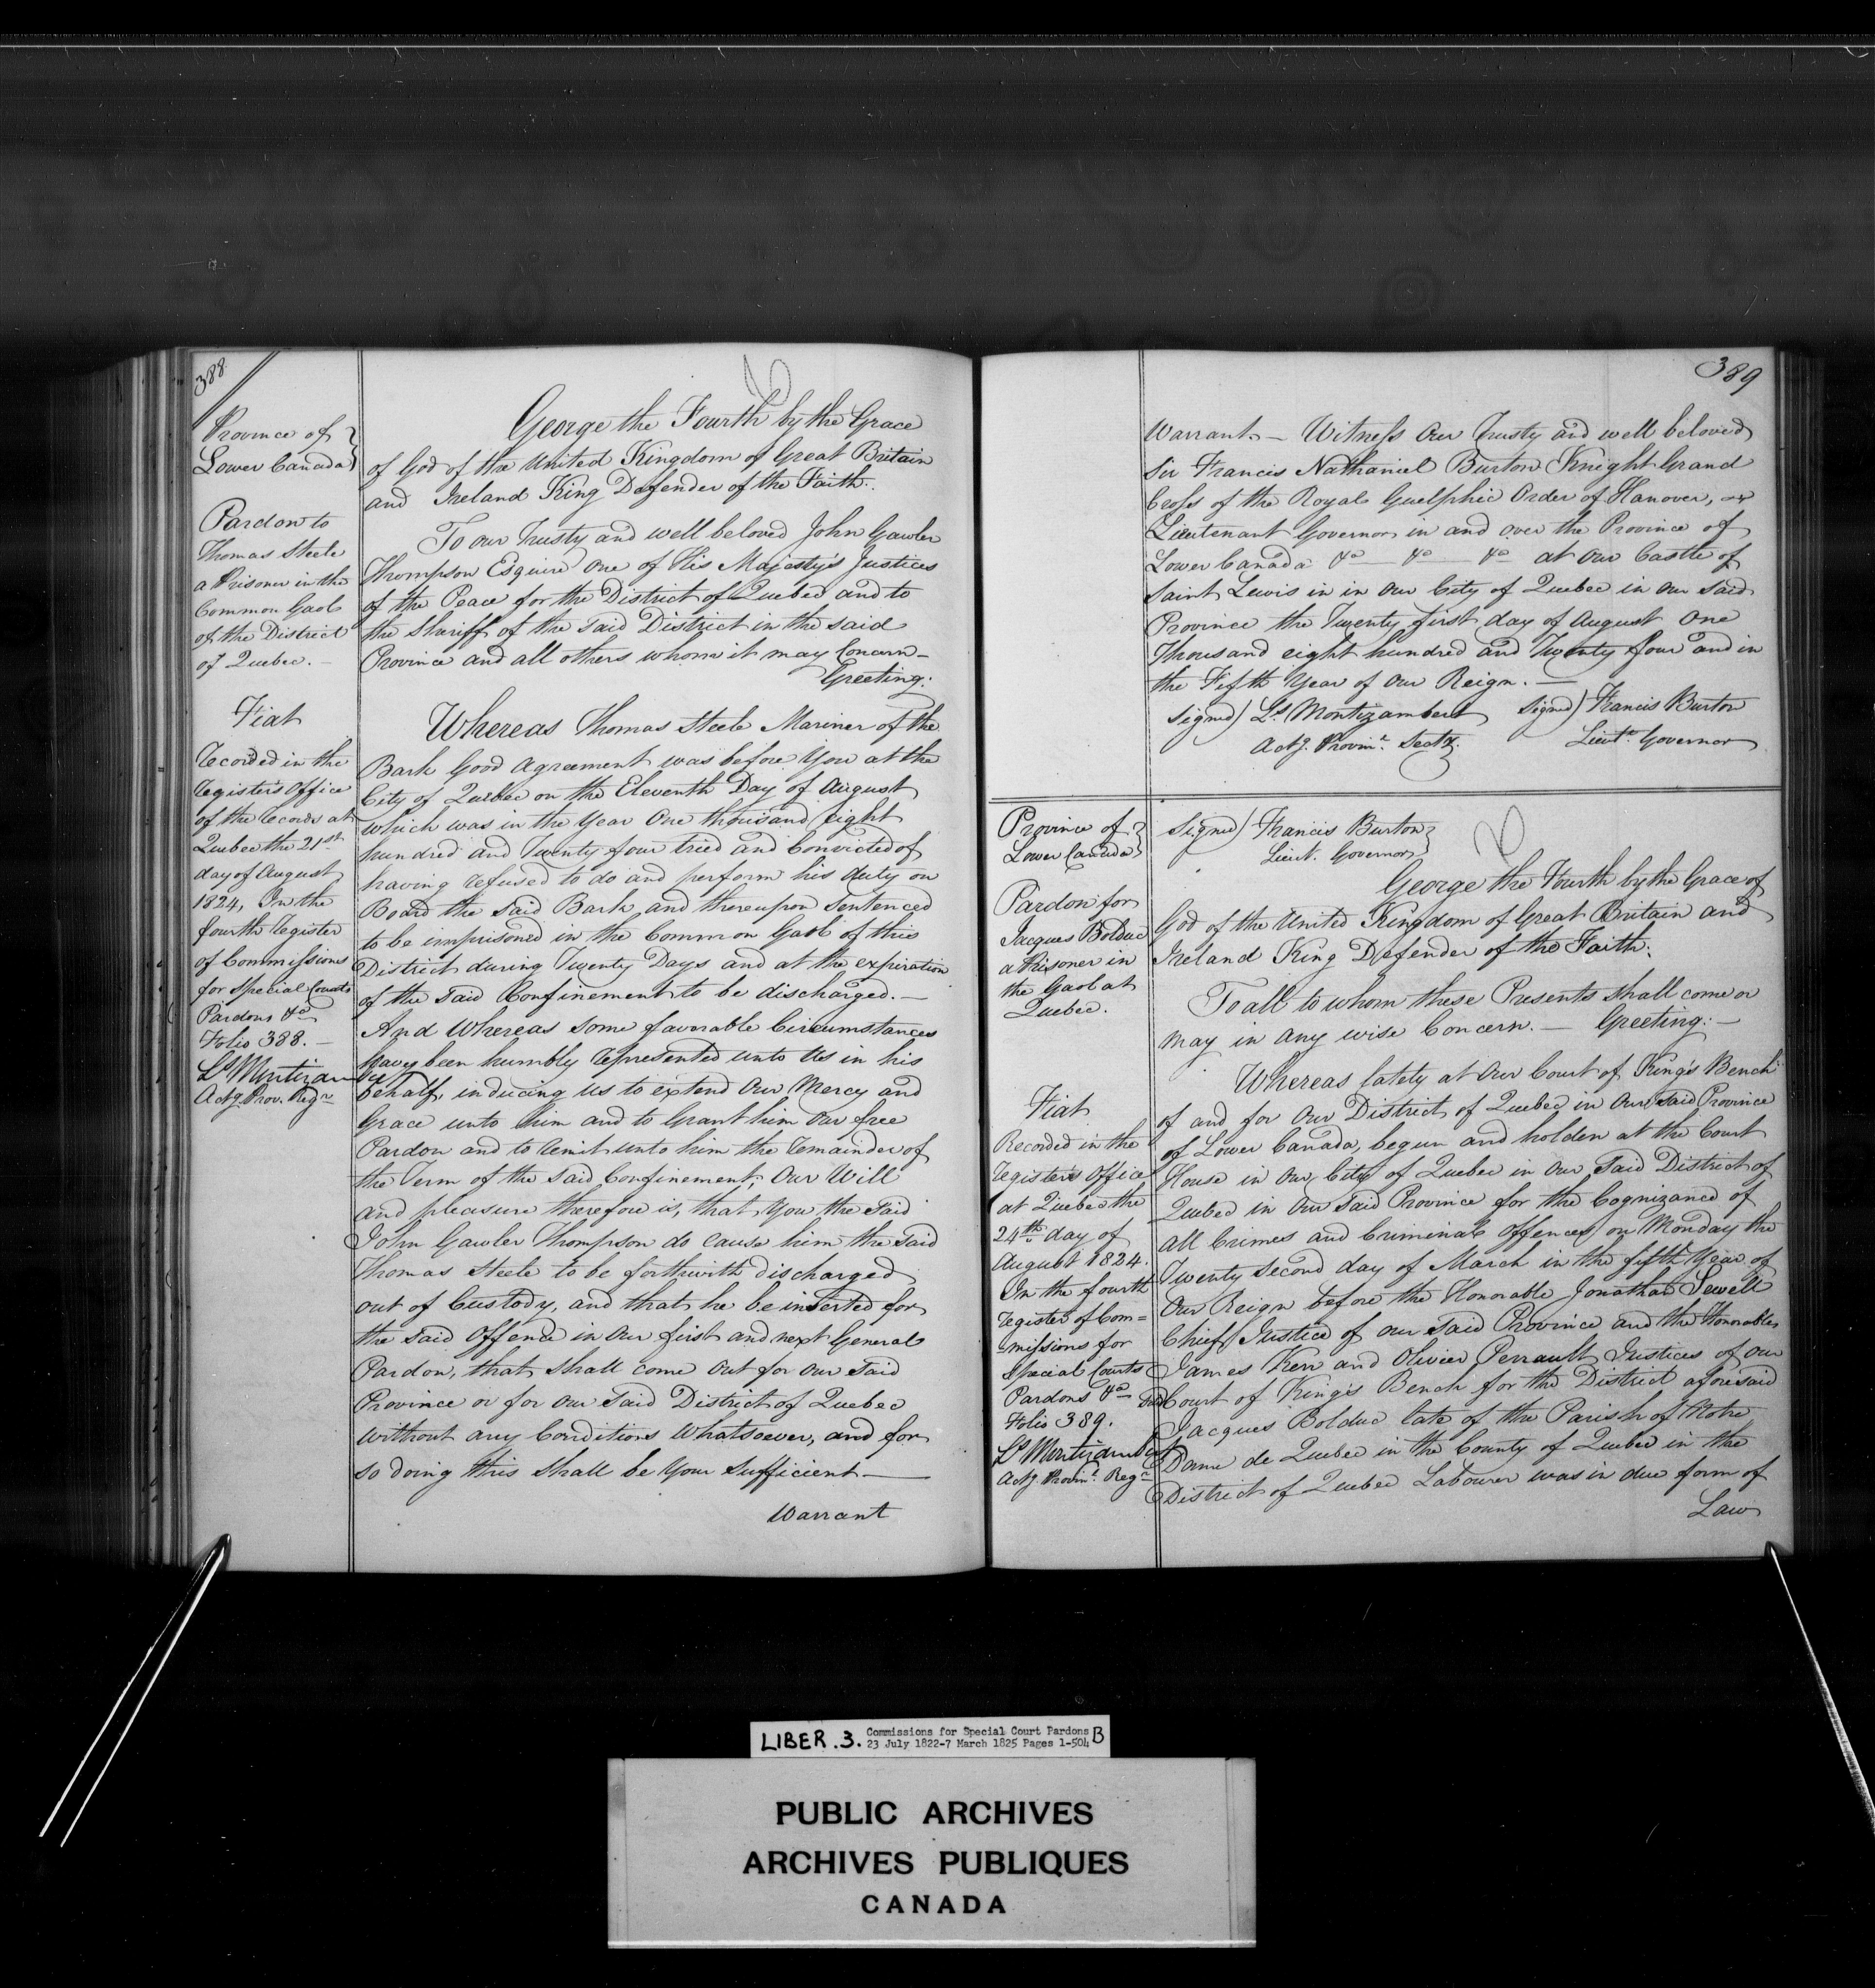 388
Province of
Lower Canada
Pardon to
Thomas Steele
a Prisoner in the
Common Gaol
of the District
of Quebec.
Fiat
Recorded in the
Registers Office
of the Records at
Quebec the 21st
day of August
1824, In the
fourth Register
of Commissions
for Special Courts
Pardons &a
Folio 388.
Ls Montizambert
Actg. Prov. Regr
George the Fourth by the Grace
of God of the United Kingdom of Great Britain
and Ireland King Defender of the Faith.
To our trusty and well beloved John Gawler
Thompson Esquire One of His Majesty's Justices
of the Peace for the District of Quebec and to
the Sheriff of the said District in the said
Province and all others whom it may Concern -
Greeting.
Whereas Thomas Steele Mariner of the
Bark Good Agreement was before You at the
City of Quebec on the Eleventh Day of August
which was in the Year One thousand Eight
hundred and Twenty four tried and Convicted of
having refused to do and perform his duty on
Board the said Bark and thereupon Sentenced
to be imprisoned in the Common Gaol of this
District during Twenty Days and at the expiration
of the said Confinement to be discharged. -
And Whereas some favorable Circumstances
have been humbly represented unto Us in his
behalf, inducing us to extend Our Mercy and
Grace unto him and to Grant him Our free
Pardon and to remit unto him the remainder of
the Term of the said Confinement; Our Will
and pleasure therefore is, that You the said
John Gawler Thompson do cause him the said
Thomas Steele to be forthwith discharged
out of Custody, and that he be inserted for
the said Offence in Our first and next General
Pardon, that shall come out for our said
Province or for our said District of Quebec
without any Conditions Whatsoever, and for
so doing this shall be Your Sufficient
Warrant
389
Warrant. - Witness Our Trusty and well beloved
Sir Francis Nathaniel Burton Knight Grand
Cross of the Royal Guelphic Order of Hanover,
Lieutenant Governor in and over the Province of
Lower Canada &a - &a - &a at Our Castle of
Saint Lewis in in Our City of Quebec in Our said
Province the Twenty first day of August One
Thousand eight hundred and Twenty four and in
the Fifth Year of Our Reign. -
Signed) Ls Montizambert Signed) Francis Burton
Actg. Provinl. Secty. Lieut. Governor
Province of
Lower Canada
Pardon for
Jacques Bolduc
a Prisoner in
the Gaol at
Quebec.
Fiat
Recorded in the
Registers Office
at Quebec the
24th day of
August 1824.
In the fourth
Register of Com=
missions for
Special Courts
Pardons &a
Folio 389.
Ls Montizambert
Actg. Provinl. Regr
Signed) Francis Burton
Lieut. Governor
George the Fourth by the Grace of
God of the United Kingdom of Great Britain and
Ireland King Defender of the Faith.
To all to whom these Presents shall come or
may in any wise Concern. - Greeting. -
Whereas lately at Our Court of King's Bench
of and for Our District of Quebec in Our said Province
of Lower Canada, begun and holden at the Court
House in Our City of Quebec in Our said District of
Quebec in Our said Province for the Cognizance of
all Crimes and Criminal Offences on Monday the
Twenty Second day of March in the fifth Year of
Our Reign before the Honorable Jonathan Sewell
Chief Justice of our said Province and the Honorables
James Kerr and Olivier Perrault Justices of our
Court of King's Bench for the District aforesaid
Jacques Bolduc late of the Parish of Notre
Dame de Quebec in the County of Quebec in the
District of Quebec Labourer was in due form of
Law
LIBER.3. Commissions for Special Court Pardons B
23 July 1822-7 March 1825 Pages 1-504
PUBLIC ARCHIVES
ARCHIVES PUBLIQUES
CANADA